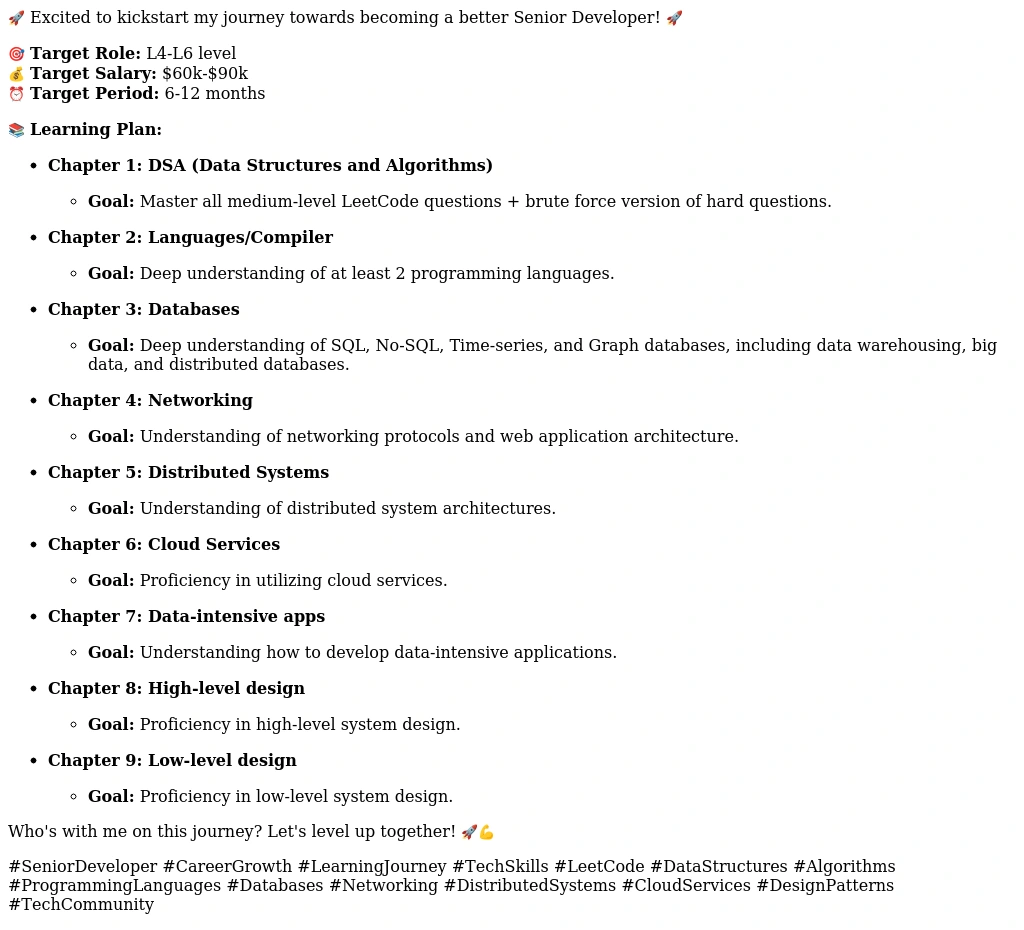 🚀 Excited to kickstart my journey towards becoming a better Senior Developer! 🚀
🎯 Target Role: L4-L6 level
💰 Target Salary: $60k-$90k
⏰ Target Period: 6-12 months
📚 Learning Plan:
• Chapter 1: DSA (Data Structures and Algorithms)
◦ Goal: Master all medium-level LeetCode questions + brute force version of hard questions.
• Chapter 2: Languages/Compiler
◦ Goal: Deep understanding of at least 2 programming languages.
• Chapter 3: Databases
◦ Goal: Deep understanding of SQL, No-SQL, Time-series, and Graph databases, including data warehousing, big
data, and distributed databases.
• Chapter 4: Networking
◦ Goal: Understanding of networking protocols and web application architecture.
• Chapter 5: Distributed Systems
◦ Goal: Understanding of distributed system architectures.
• Chapter 6: Cloud Services
◦ Goal: Proficiency in utilizing cloud services.
• Chapter 7: Data-intensive apps
◦ Goal: Understanding how to develop data-intensive applications.
• Chapter 8: High-level design
◦ Goal: Proficiency in high-level system design.
• Chapter 9: Low-level design
◦ Goal: Proficiency in low-level system design.
Who's with me on this journey? Let's level up together! 🚀💪
#SeniorDeveloper #CareerGrowth #LearningJourney #TechSkills #LeetCode #DataStructures #Algorithms
#ProgrammingLanguages #Databases #Networking #DistributedSystems #CloudServices #DesignPatterns
#TechCommunity